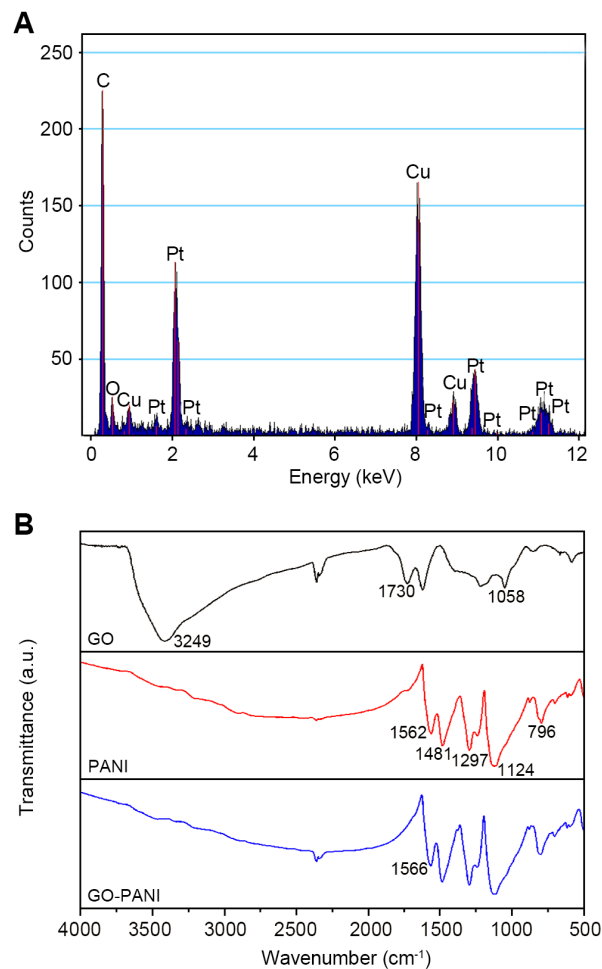 A
250
200
150
100
50
Counts
C
O
Cu
Pt
Pt
Pt
Cu
Pt
Cu
Pt
Pt
Pt
Pt
Pt
0
2
4
6
8
10
12
Energy (keV)
B
Transmittance (a.u.)
3249
1730
1058
GO
1562
1481
1297
1124
796
PANI
1566
GO-PANI
4000
3500
3000
2500
2000
1500
1000
500
Wavenumber (cm⁻¹)